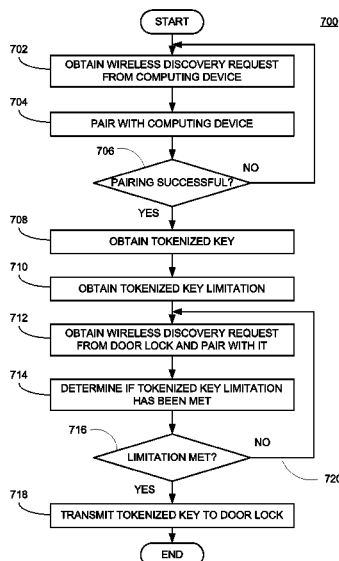 START
700
702
OBTAIN WIRELESS DISCOVERY REQUEST
FROM COMPUTING DEVICE
704
PAIR WITH COMPUTING DEVICE
706
NO
PAIRING SUCCESSFUL?
YES
708
OBTAIN TOKENIZED KEY
710
OBTAIN TOKENIZED KEY LIMITATION
712
OBTAIN WIRELESS DISCOVERY REQUEST
FROM DOOR LOCK AND PAIR WITH IT
714
DETERMINE IF TOKENIZED KEY LIMITATION
HAS BEEN MET
716
NO
LIMITATION MET?
720
YES
718
TRANSMIT TOKENIZED KEY TO DOOR LOCK
END